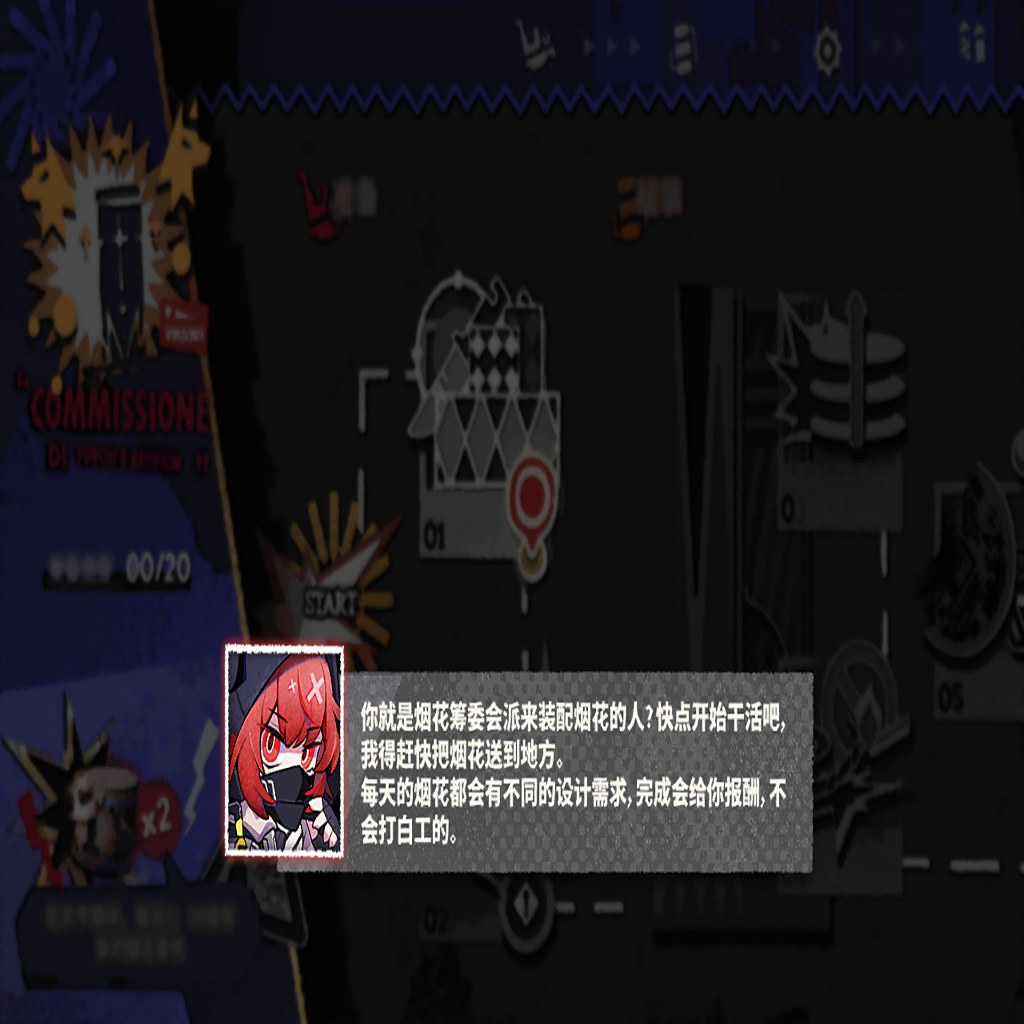 “COMMISSIONE
DI
”
00/20
01
START
0
05
你就是烟花筹委会派来装配烟花的人?快点开始干活吧,
我得赶快把烟花送到地方。
每天的烟花都会有不同的设计需求,完成会给你报酬,不
会打白工的。
x2
02